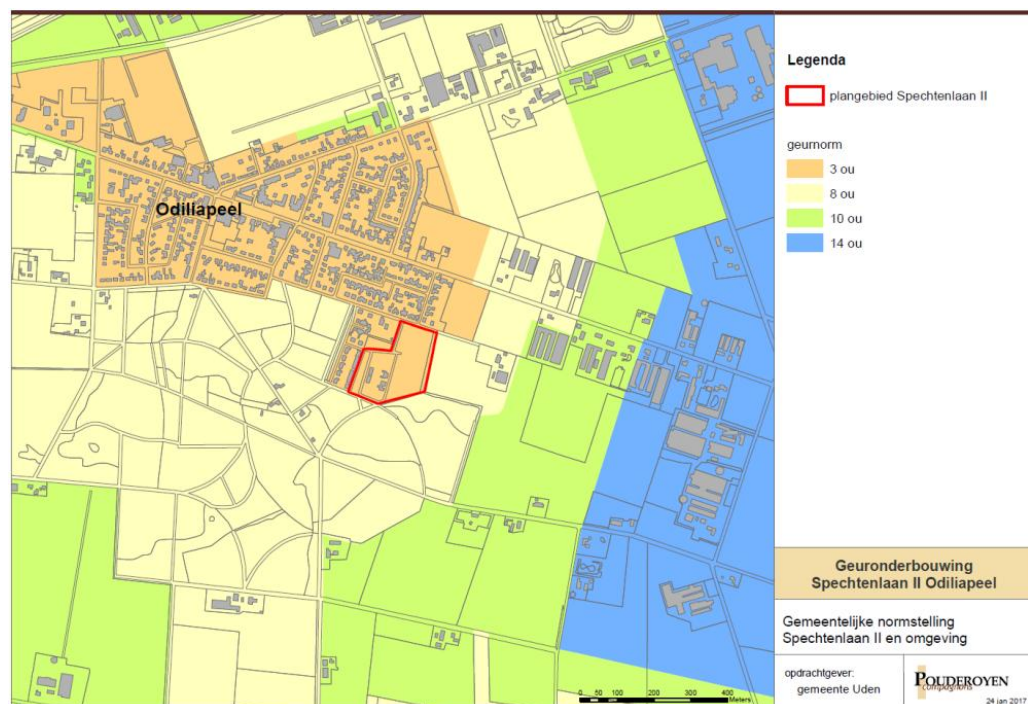 Odiliapeel
Legenda
plangebied Spechtenlaan II
geurnorm
3 ou
8 ou
10 ou
14 ou
0 50 100 200 300 400
Meters
Geuronderbouwing
Spechtenlaan II Odiliapeel
Gemeentelijke normstelling
Spechtenlaan II en omgeving
opdrachtgever:
gemeente Uden
POUDEROYEN
compagnons
24 jan 2017